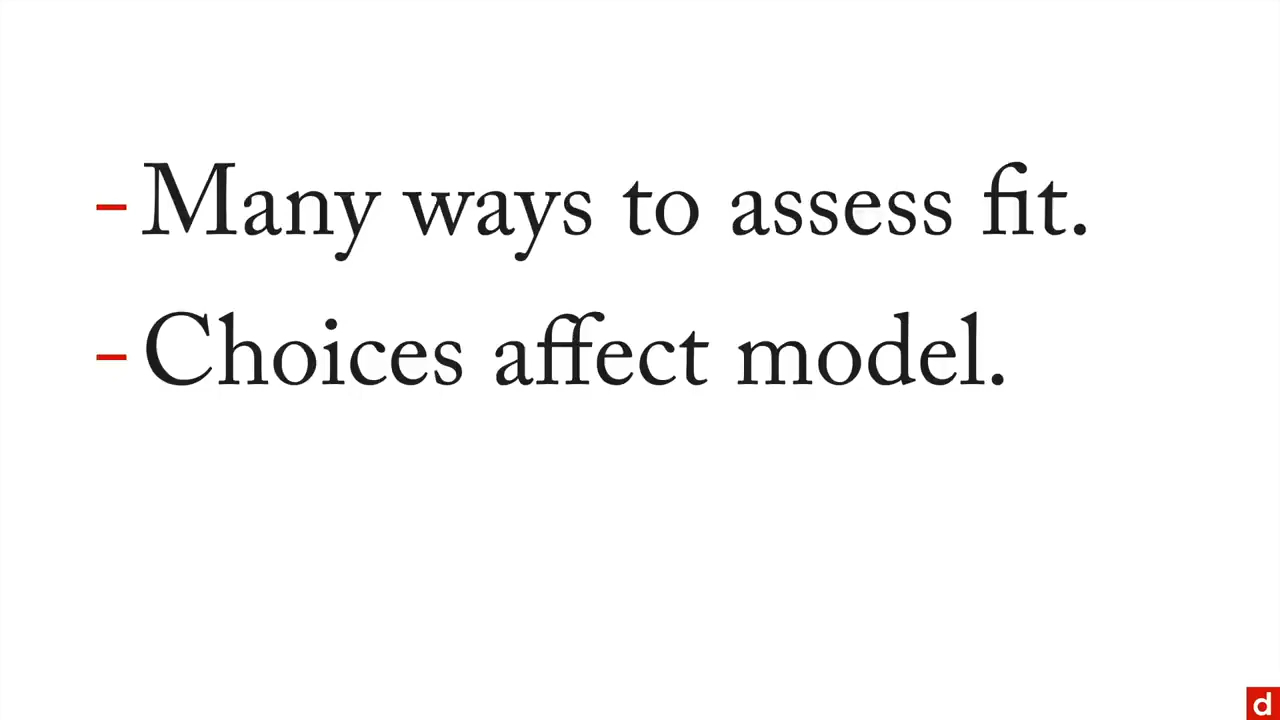 - Many ways to assess fit.
- Choices affect model.
d